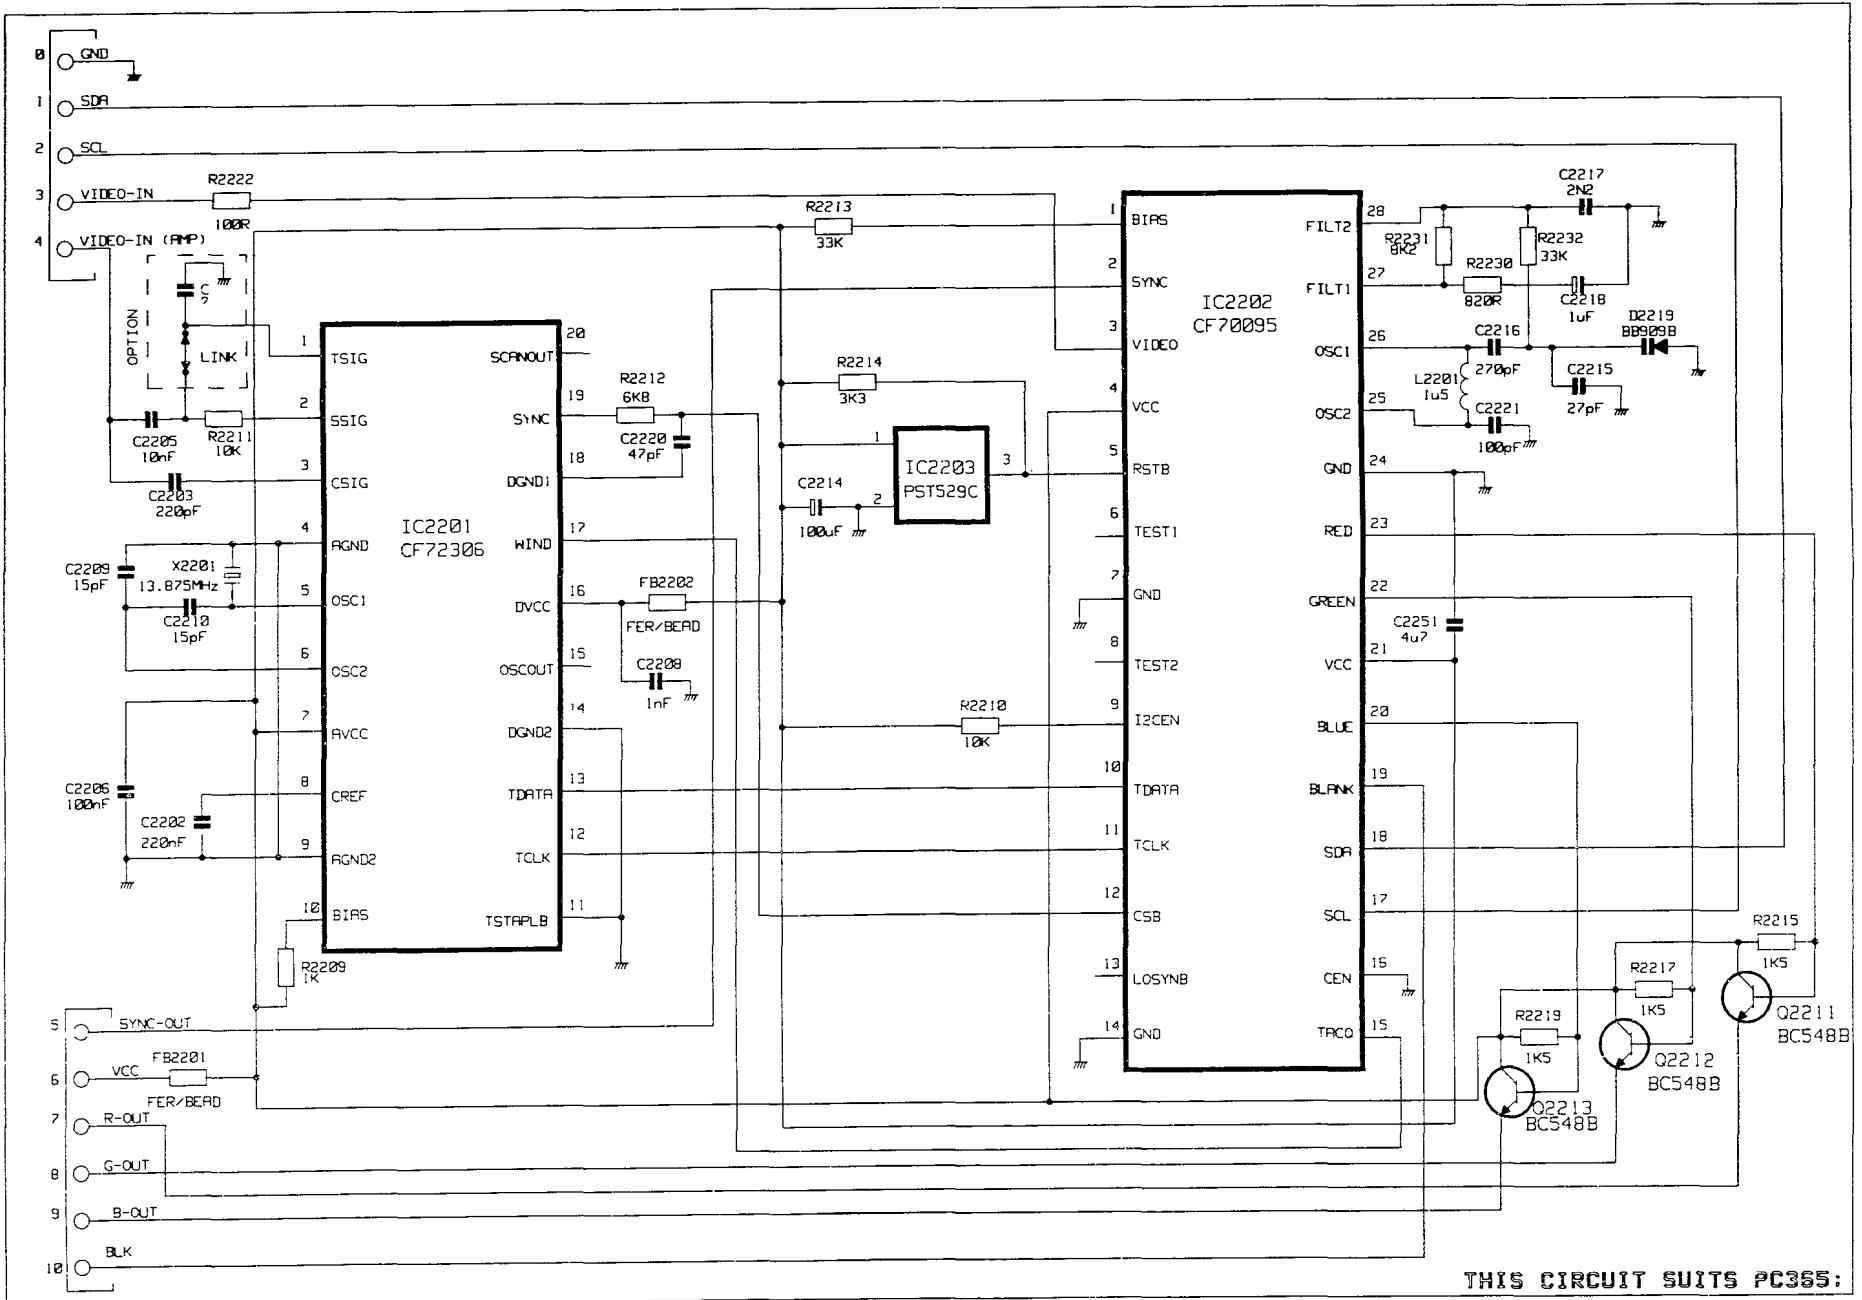 0 GND
1 SDA
2 SCL
3 VIDEO-IN
R2222
100R
4 VIDEO-IN (AMP)
OPTION
C
?
LINK
C2205
10nF
R2211
10K
C2203
220pF
C2209
15pF
X2201
13.875MHz
C2210
15pF
C2206
100nF
C2202
220nF
R2209
1K
IC2201
CF72306
1 TSIG
2 SSIG
3 CSIG
4 AGND
5 OSC1
6 OSC2
7 AVCC
8 CREF
9 AGND2
10 BIAS
20 SCANOUT
19 SYNC
18 DGND1
17 WIND
16 DVCC
15 OSCOUT
14 DGND2
13 TDATA
12 TCLK
11 TSTAPLB
R2212
6K8
C2220
47pF
FB2202
FER/BEAD
C2208
1nF
R2213
33K
R2214
3K3
IC2203
PST529C
1
2
3
C2214
100uF
R2210
10K
IC2202
CF70095
1 BIAS
2 SYNC
3 VIDEO
4 VCC
5 RSTB
6 TEST1
7 GND
8 TEST2
9 I2CEN
10 TDATA
11 TCLK
12 CSB
13 LOSYNB
14 GND
28 FILT2
27 FILT1
26 OSC1
25 OSC2
24 GND
23 RED
22 GREEN
21 VCC
20 BLUE
19 BLANK
18 SDA
17 SCL
16 CEN
15 TACQ
C2217
2N2
R2231
8K2
R2232
33K
R2230
820R
C2218
1uF
D2219
BB909B
C2216
270pF
L2201
1u5
C2215
27pF
C2221
100pF
C2251
4u7
R2215
1K5
R2217
1K5
R2219
1K5
Q2211
BC548B
Q2212
BC548B
Q2213
BC548B
5 SYNC-OUT
6 VCC
FB2201
FER/BEAD
7 R-OUT
8 G-OUT
9 B-OUT
10 BLK
THIS CIRCUIT SUITS PC365;